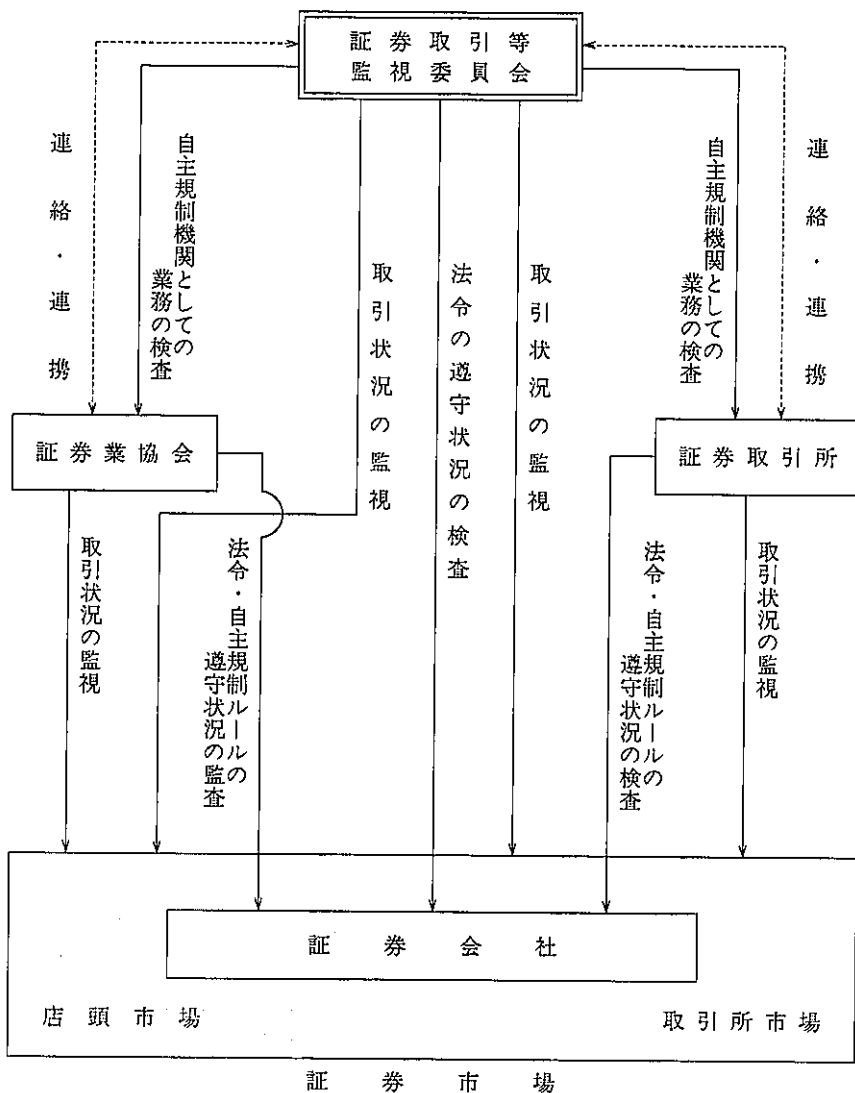 証券取引等
監視委員会
連絡・連携
自主規制機関としての
業務の検査
取引状況の監視
法令の遵守状況の検査
取引状況の監視
自主規制機関としての
業務の検査
連絡・連携
証券業協会
証券取引所
取引状況の監視
法令・自主規制ルールの
遵守状況の監査
法令・自主規制ルールの
遵守状況の検査
取引状況の監視
証券会社
店頭市場
取引所市場
証券市場